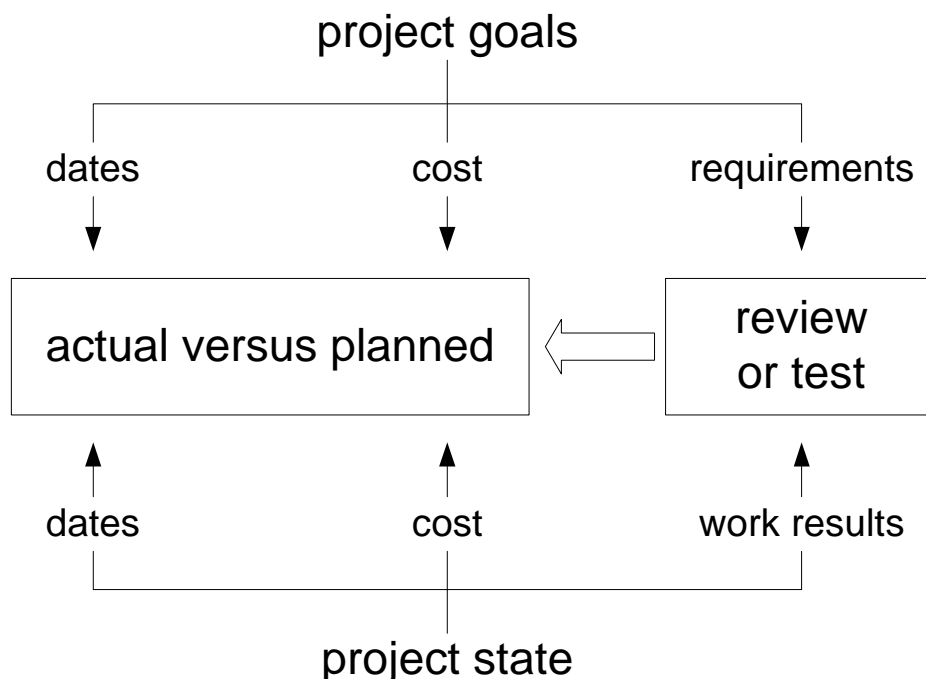 project goals
dates
cost
requirements
actual versus planned
review
or test
dates
cost
work results
project state